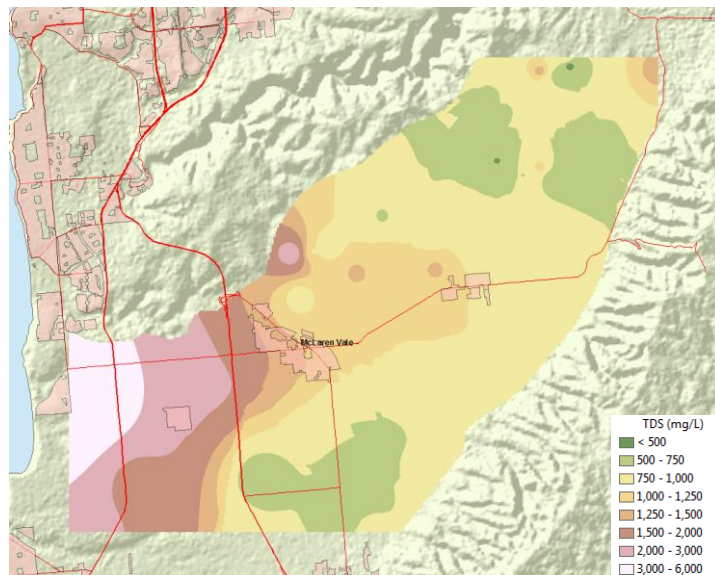 McLaren Vale
TDS (mg/L)
< 500
500 - 750
750 - 1,000
1,000 - 1,250
1,250 - 1,500
1,500 - 2,000
2,000 - 3,000
3,000 - 6,000